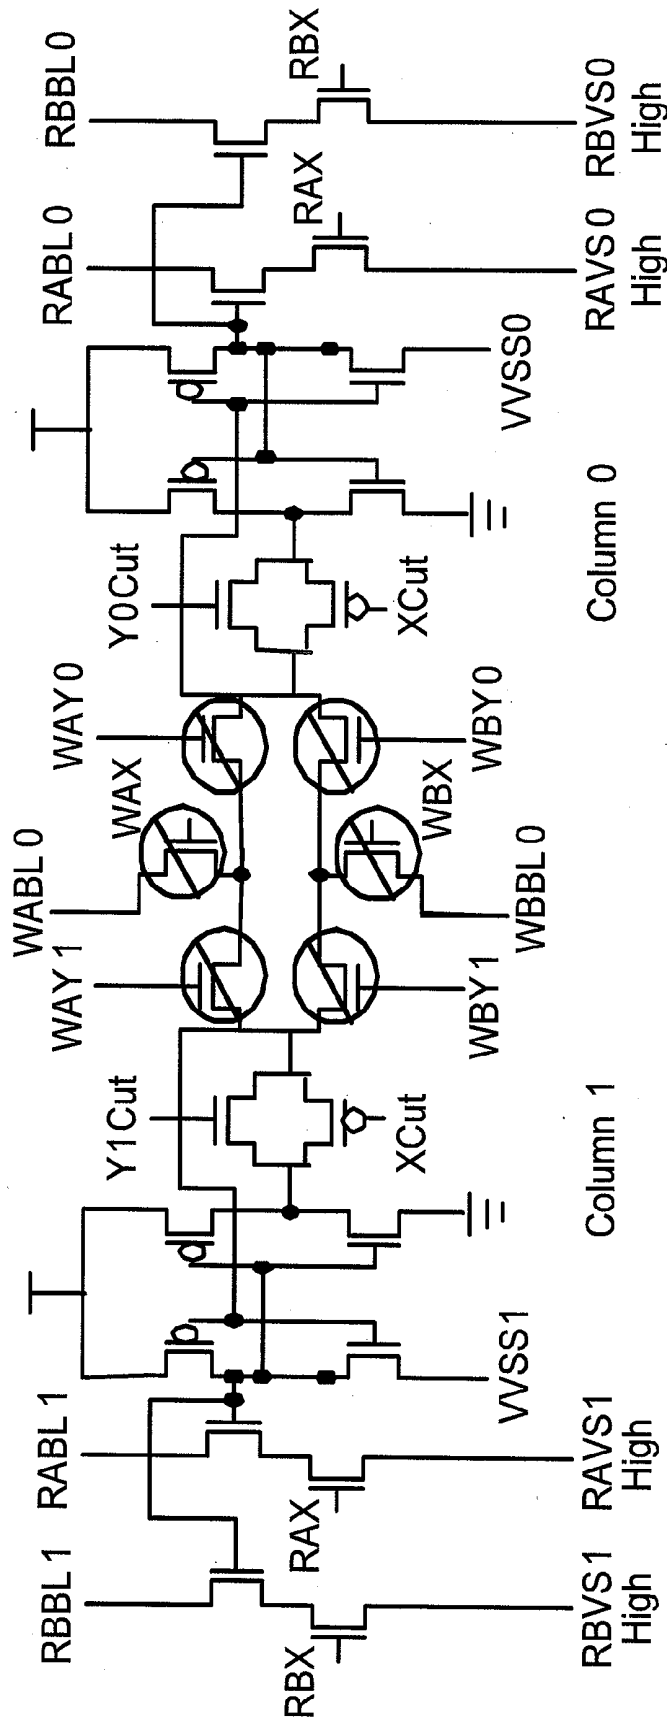 RBBL1
RABL1
WAY1
WABL0
WAY0
RABL0
RBBL0
Y1Cut
WAX
Y0Cut
RBX
RAX
RAX
RBX
XCut
WBX
XCut
VVSS1
WBY1
WBBL0
WBY0
VVSS0
RBVS1
High
RAVS1
High
Column 1
Column 0
RAVS0
High
RBVS0
High